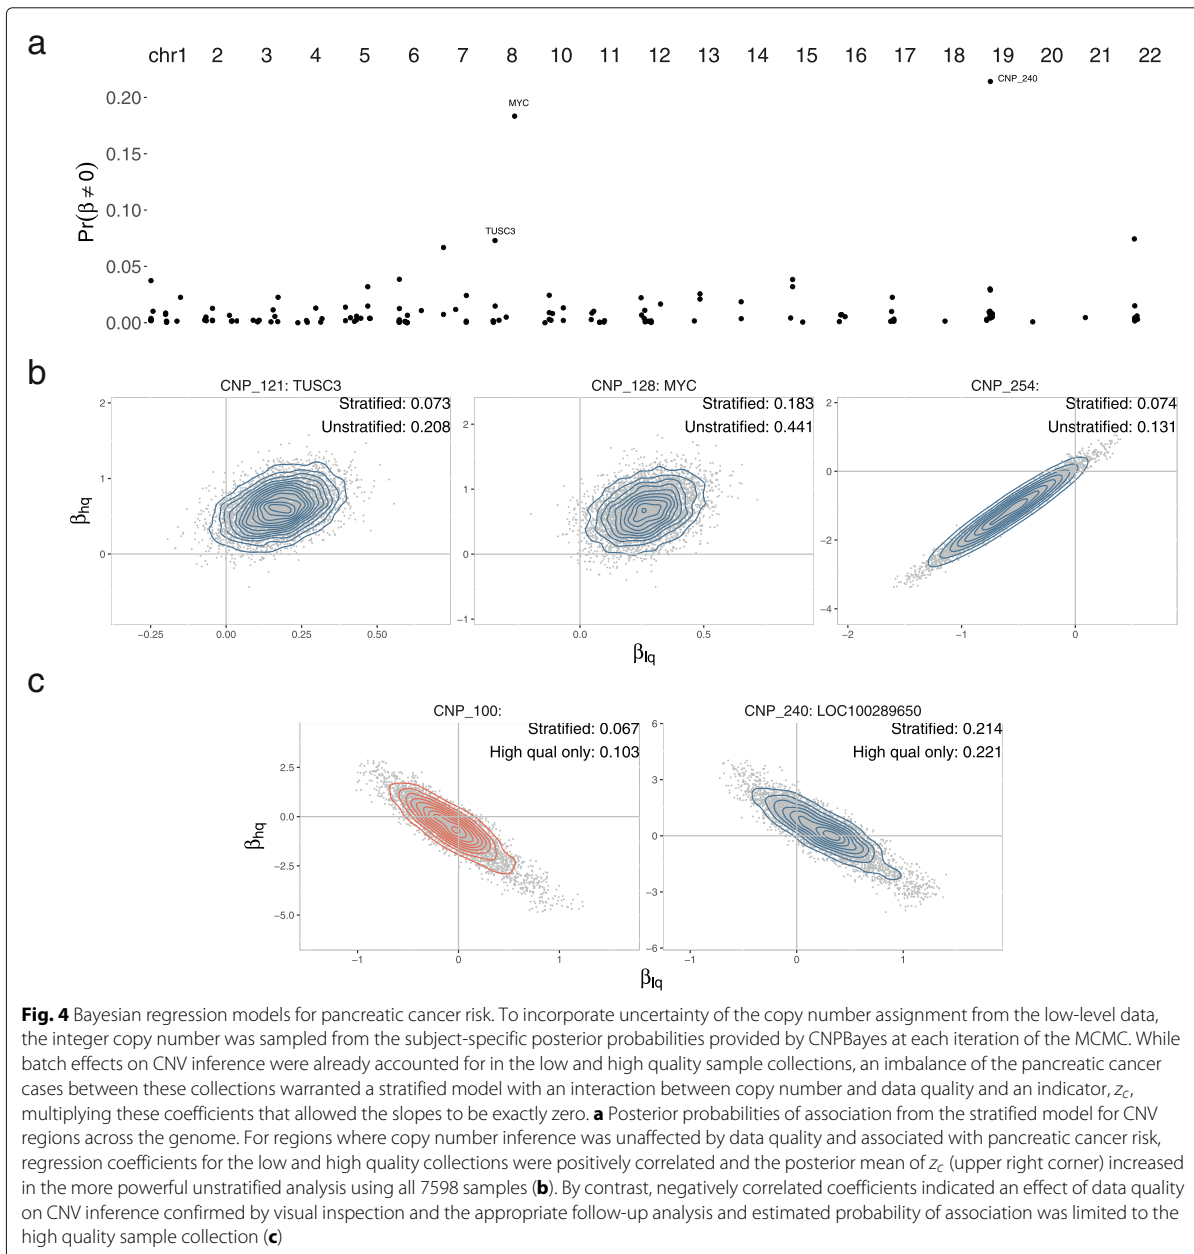 a
chr1 2 3 4 5 6 7 8 10 11 12 13 14 15 16 17 18 19 20 21 22
CNP_240
0.20
MYC
0.15
Pr(β ≠ 0)
0.10
TUSC3
0.05
0.00
b
CNP_121: TUSC3 CNP_128: MYC CNP_254:
Stratified: 0.073 Stratified: 0.183 Stratified: 0.074
Unstratified: 0.208 Unstratified: 0.441 Unstratified: 0.131
2 2 2
1 1 0
βhq
0 0 −2
−1 −4
−0.25 0.00 0.25 0.50 0.0 0.5 −2 −1 0
βlq
c
CNP_100: CNP_240: LOC100289650
Stratified: 0.067 Stratified: 0.214
High qual only: 0.103 High qual only: 0.221
6
2.5 3
0.0 0
βhq
−2.5 −3
−5.0 −6
−1 0 1 −1 0 1
βlq
Fig. 4 Bayesian regression models for pancreatic cancer risk. To incorporate uncertainty of the copy number assignment from the low-level data,
the integer copy number was sampled from the subject-specific posterior probabilities provided by CNPBayes at each iteration of the MCMC. While
batch effects on CNV inference were already accounted for in the low and high quality sample collections, an imbalance of the pancreatic cancer
cases between these collections warranted a stratified model with an interaction between copy number and data quality and an indicator, zc,
multiplying these coefficients that allowed the slopes to be exactly zero. a Posterior probabilities of association from the stratified model for CNV
regions across the genome. For regions where copy number inference was unaffected by data quality and associated with pancreatic cancer risk,
regression coefficients for the low and high quality collections were positively correlated and the posterior mean of zc (upper right corner) increased
in the more powerful unstratified analysis using all 7598 samples (b). By contrast, negatively correlated coefficients indicated an effect of data quality
on CNV inference confirmed by visual inspection and the appropriate follow-up analysis and estimated probability of association was limited to the
high quality sample collection (c)